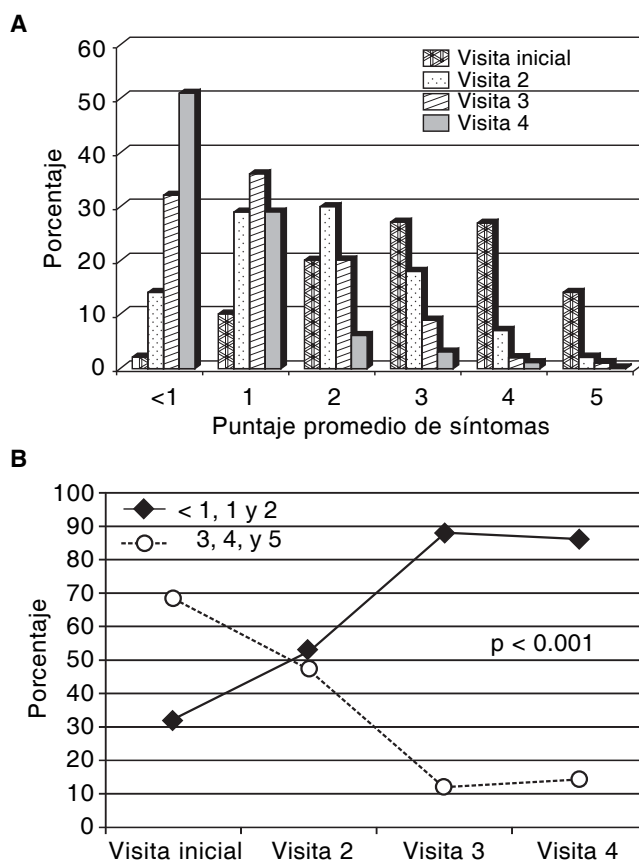 A
60
50
40
30
20
10
0
Porcentaje
Visita inicial
Visita 2
Visita 3
Visita 4
<1 1 2 3 4 5
Puntaje promedio de síntomas
B
100
90
80
70
60
50
40
30
20
10
0
Porcentaje
< 1, 1 y 2
3, 4, y 5
p < 0.001
Visita inicial Visita 2 Visita 3 Visita 4